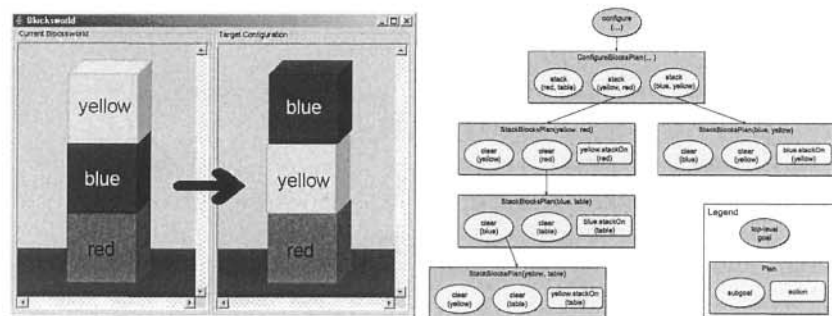 Blocksworld
Current Blocksworld
Target Configuration
yellow
blue
red
blue
yellow
red
configure
(...)
ConfigureBlocksPlan(...)
stack
(red, table)
stack
(yellow, red)
stack
(blue, yellow)
StackBlocksPlan(yellow, red)
clear
(yellow)
clear
(red)
yellow.stackOn
(red)
StackBlocksPlan(blue, yellow)
clear
(blue)
clear
(yellow)
blue.stackOn
(yellow)
StackBlocksPlan(blue, table)
clear
(blue)
clear
(table)
blue.stackOn
(table)
StackBlocksPlan(yellow, table)
clear
(yellow)
clear
(table)
yellow.stackOn
(table)
Legend
top-level
goal
Plan
subgoal
action